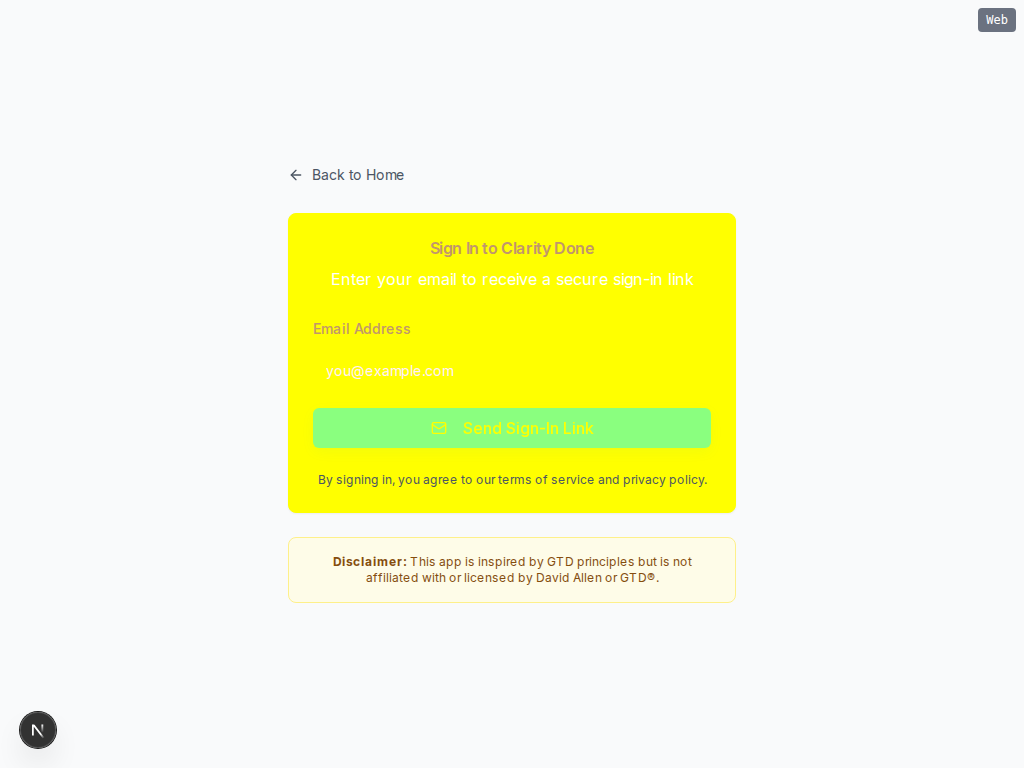 Web
Back to Home
Sign In to Clarity Done
Enter your email to receive a secure sign-in link
Email Address
you@example.com
Send Sign-In Link
By signing in, you agree to our terms of service and privacy policy.
Disclaimer: This app is inspired by GTD principles but is not
affiliated with or licensed by David Allen or GTD®.
N